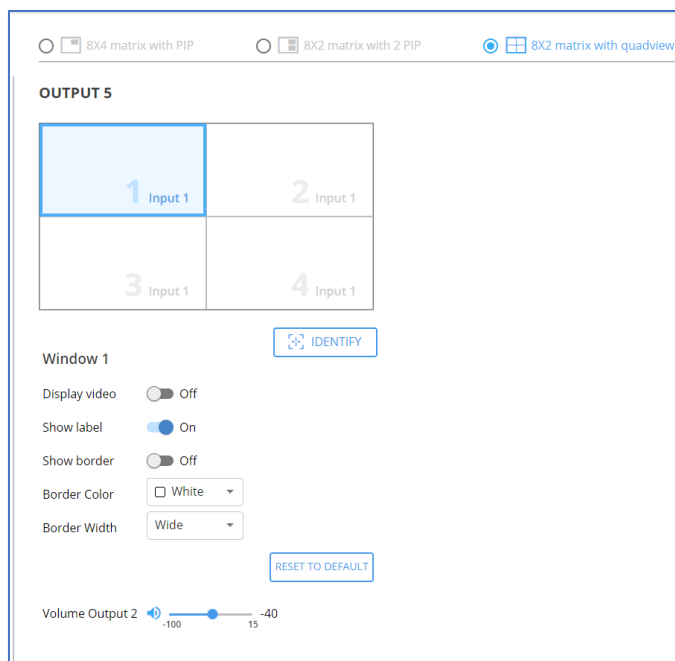 8X4 matrix with PIP
8X2 matrix with 2 PIP
8X2 matrix with quadview
OUTPUT 5
1 Input 1
2 Input 1
3 Input 1
4 Input 1
IDENTIFY
Window 1
Display video Off
Show label On
Show border Off
Border Color White
Border Width Wide
RESET TO DEFAULT
Volume Output 2 -40
-100 15